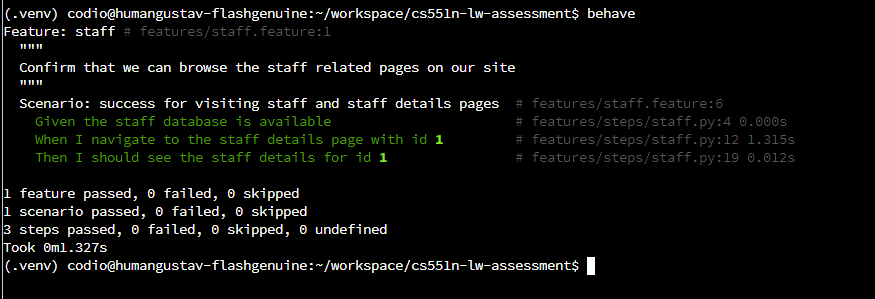 (.venv) codio@humangustav-flashgenuine:~/workspace/cs551n-lw-assessment$ behave
Feature: staff # features/staff.feature:1
  """
  Confirm that we can browse the staff related pages on our site
  """
  Scenario: success for visiting staff and staff details pages  # features/staff.feature:6
    Given the staff database is available                       # features/steps/staff.py:4 0.000s
    When I navigate to the staff details page with id 1         # features/steps/staff.py:12 1.315s
    Then I should see the staff details for id 1                # features/steps/staff.py:19 0.012s

1 feature passed, 0 failed, 0 skipped
1 scenario passed, 0 failed, 0 skipped
3 steps passed, 0 failed, 0 skipped, 0 undefined
Took 0m1.327s
(.venv) codio@humangustav-flashgenuine:~/workspace/cs551n-lw-assessment$